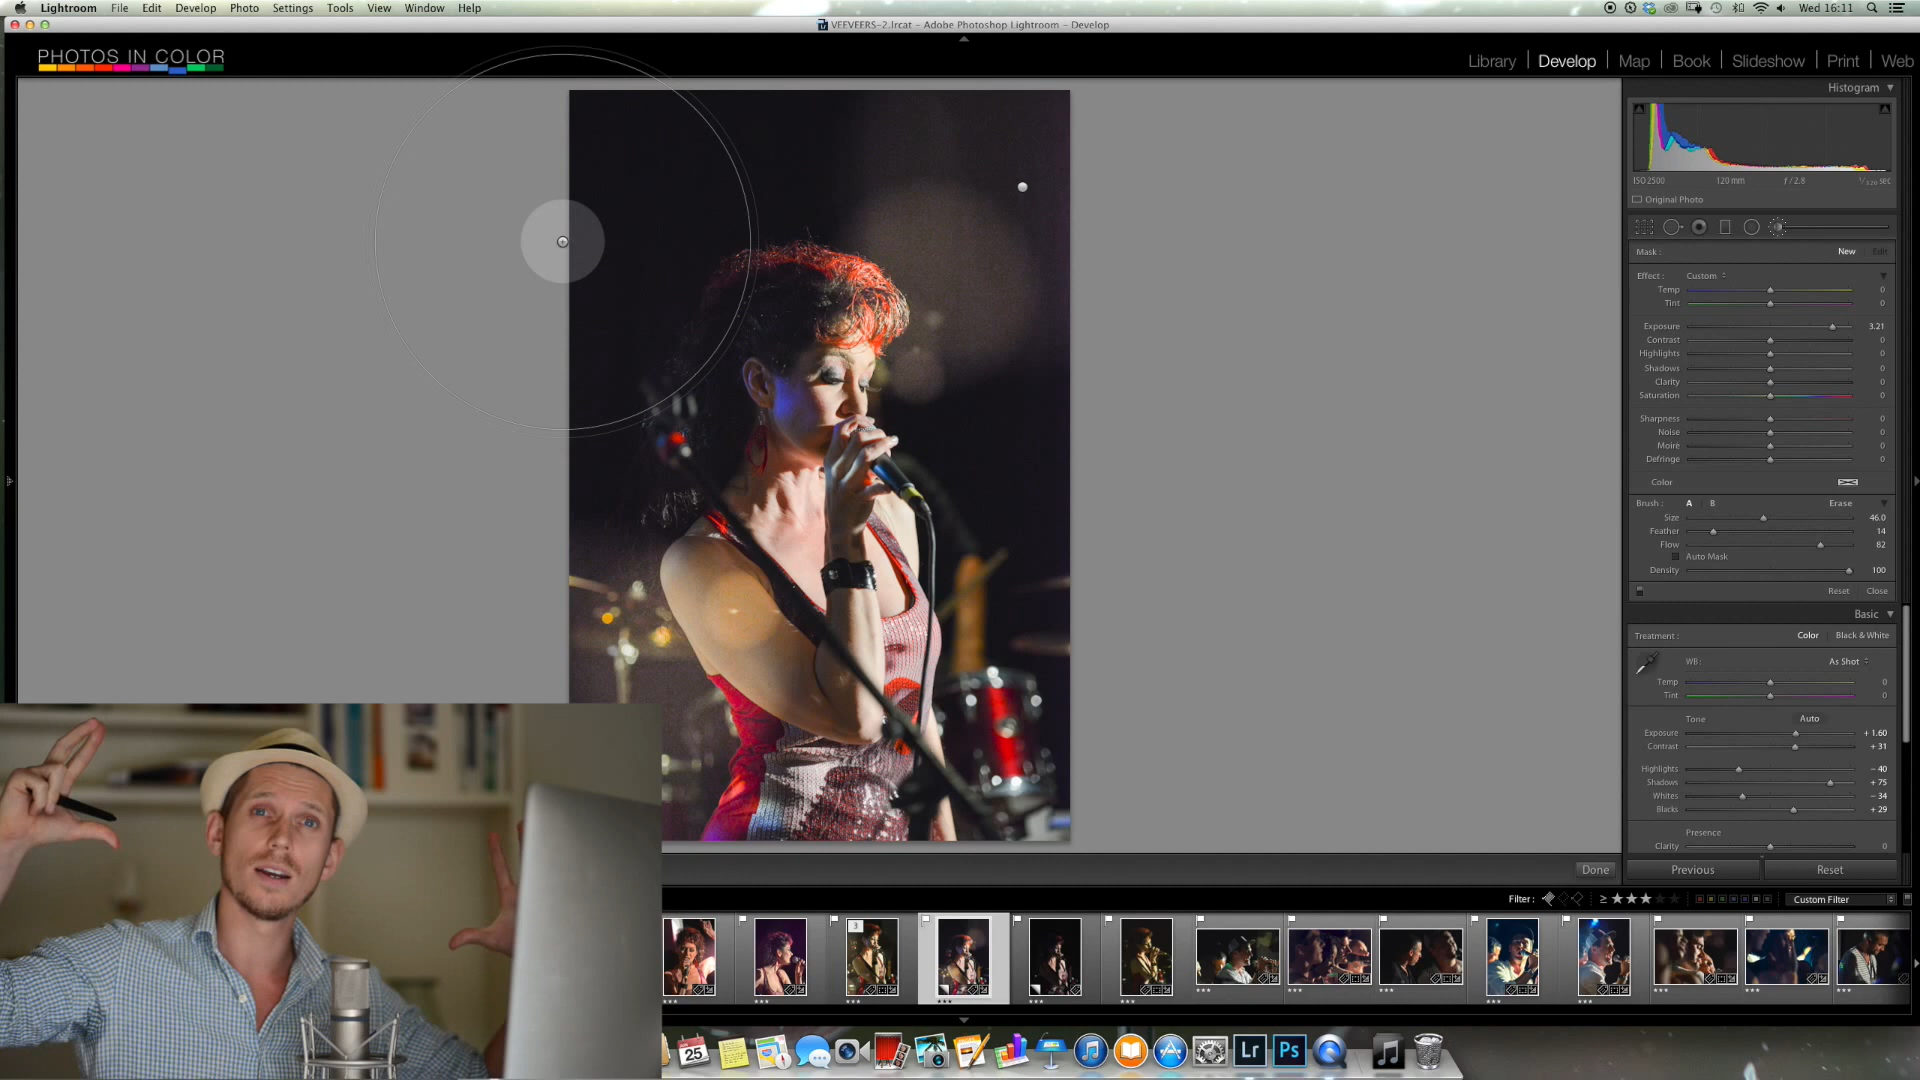 Lightroom File Edit Develop Photo Settings Tools View Window Help Wed 16:11
VEEVEERS-2.lrcat - Adobe Photoshop Lightroom - Develop
PHOTOS IN COLOR
Library | Develop | Map | Book | Slideshow | Print | Web
Histogram
ISO 2500 120 mm f / 2.8 1/320 sec
Original Photo
Mask : New Edit
Effect : Custom
Temp 0
Tint 0
Exposure 3.21
Contrast 0
Highlights 0
Shadows 0
Clarity 0
Saturation 0
Sharpness 0
Noise 0
Moiré 0
Defringe 0
Color
Brush : A B Erase
Size 46.0
Feather 14
Flow 82
Auto Mask
Density 100
Reset Close
Basic
Treatment : Color Black & White
WB: As Shot
Temp 0
Tint 0
Tone Auto
Exposure + 1.60
Contrast + 31
Highlights - 40
Shadows + 75
Whites - 34
Blacks + 29
Presence
Clarity 0
Done Previous Reset
Filter : ≥ ★★★ Custom Filter
3
25
Lr
Ps